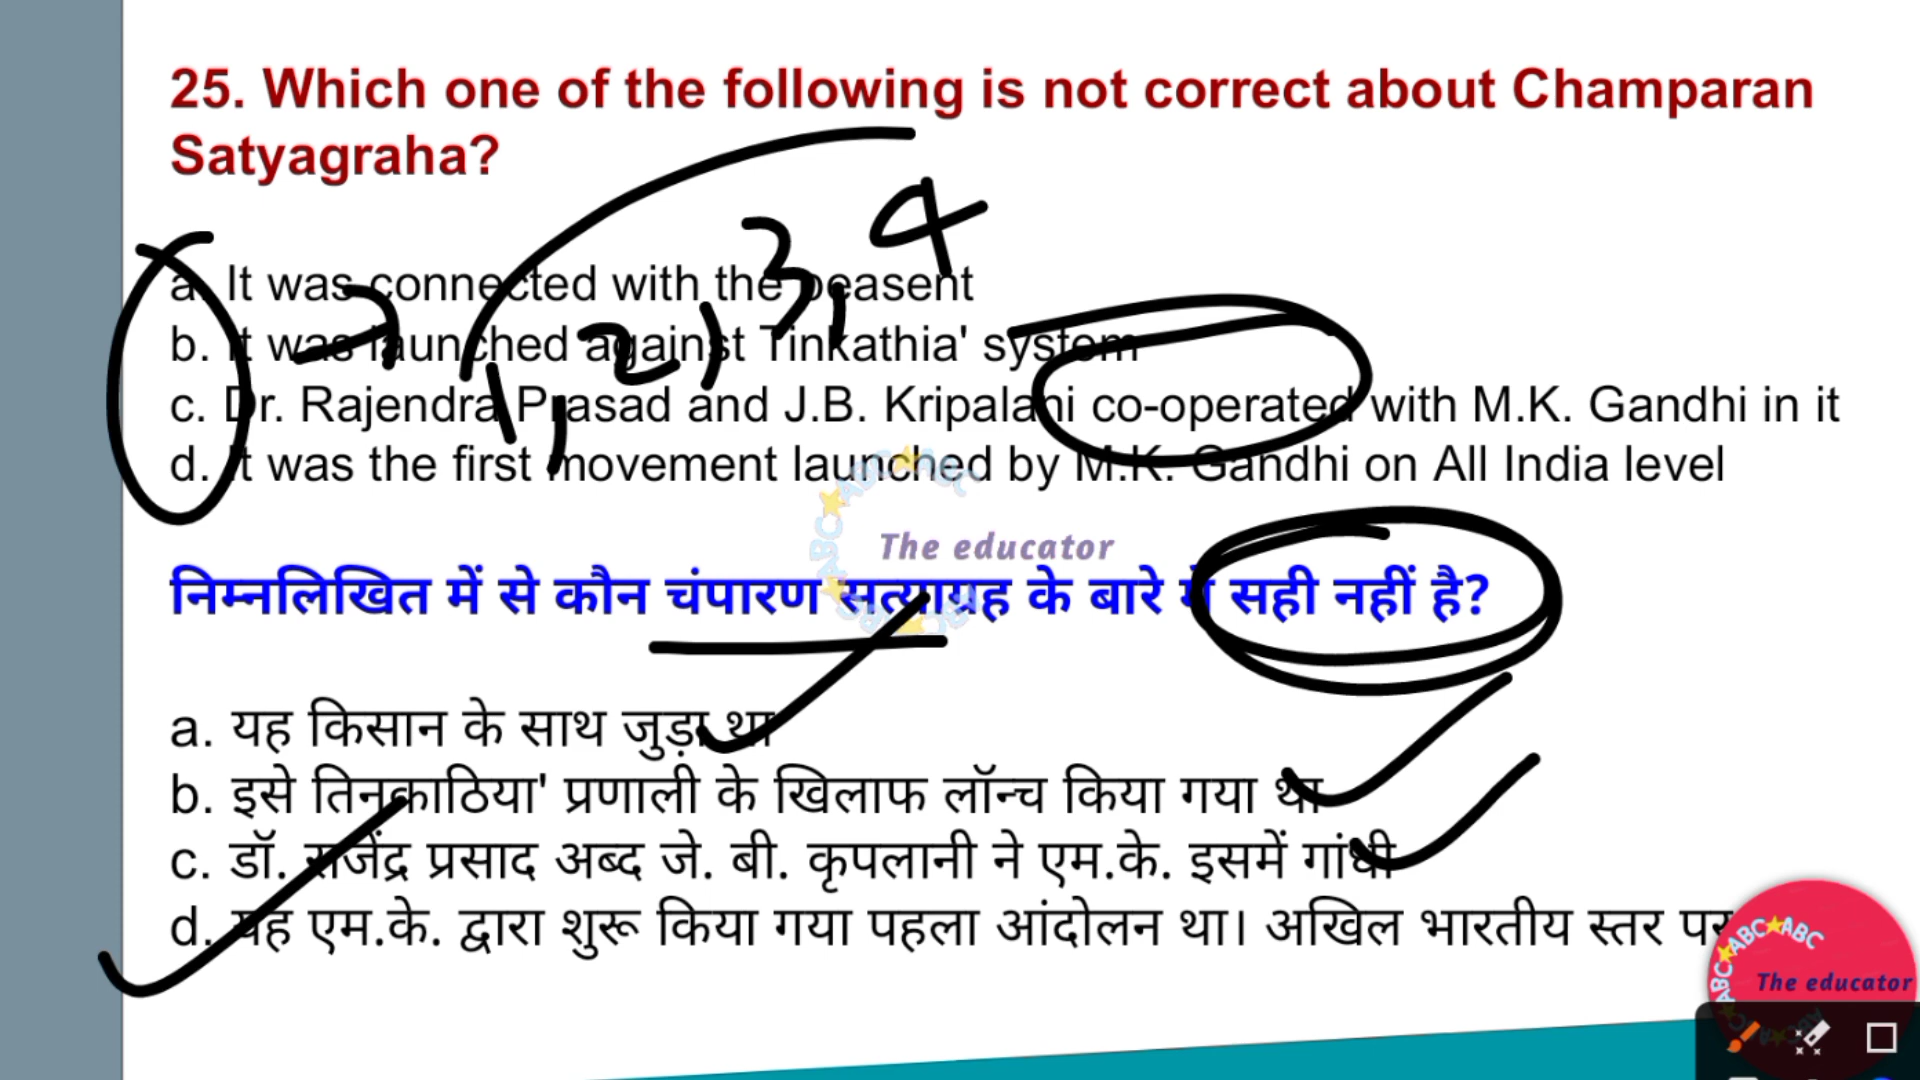 25. Which one of the following is not correct about Champaran
Satyagraha?
a. It was connected with the peasent
b. It was launched against Tinkathia' system
c. Dr. Rajendra Prasad and J.B. Kripalani co-operated with M.K. Gandhi in it
d. It was the first movement launched by M.K. Gandhi on All India level
1, 2, 3, 4
The educator
निम्नलिखित में से कौन चंपारण सत्याग्रह के बारे में सही नहीं है?
a. यह किसान के साथ जुड़ा था
b. इसे तिनकाठिया' प्रणाली के खिलाफ लॉन्च किया गया था
c. डॉ. राजेंद्र प्रसाद अब्द जे. बी. कृपलानी ने एम.के. इसमें गांधी
d. यह एम.के. द्वारा शुरू किया गया पहला आंदोलन था। अखिल भारतीय स्तर पर
ABC ABC ABC
The educator